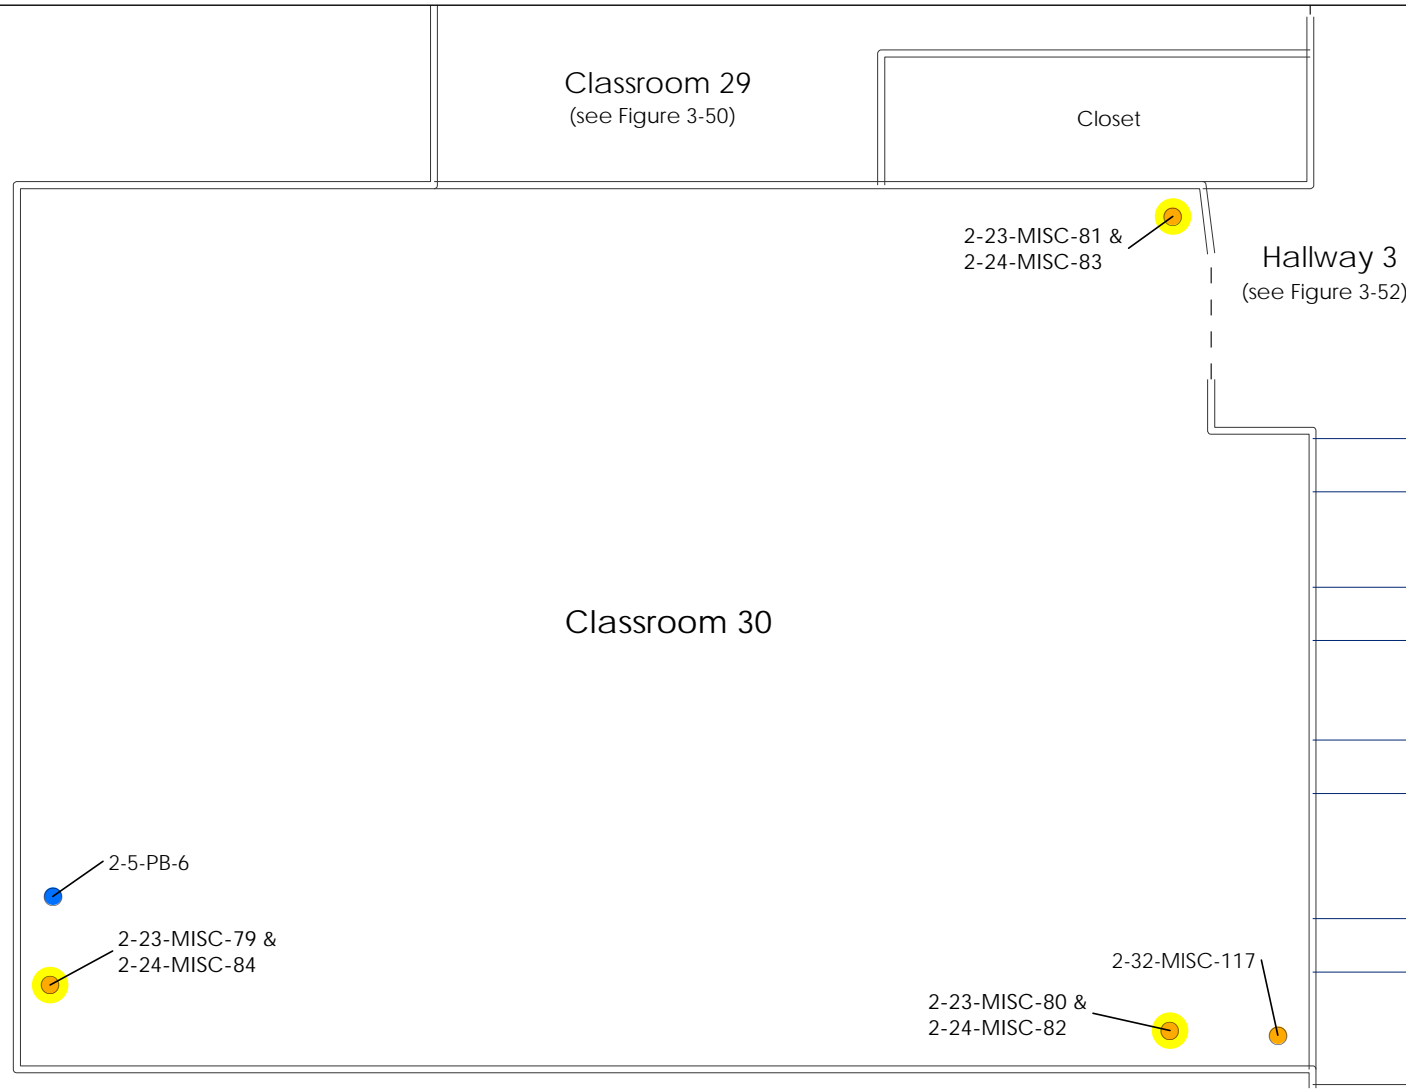 Classroom 29
(see Figure 3-50)
Closet
2-23-MISC-81 &
2-24-MISC-83
Hallway 3
(see Figure 3-52)
Classroom 30
2-5-PB-6
2-23-MISC-79 &
2-24-MISC-84
2-32-MISC-117
2-23-MISC-80 &
2-24-MISC-82